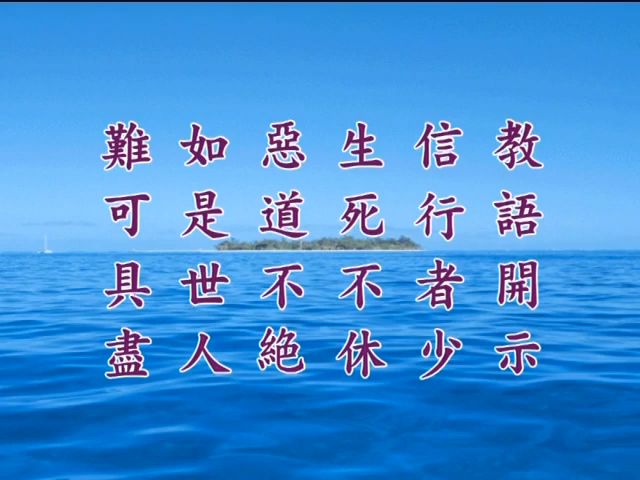 教語開示
信行者少
生死不休
惡道不絕
如是世人
難可具盡